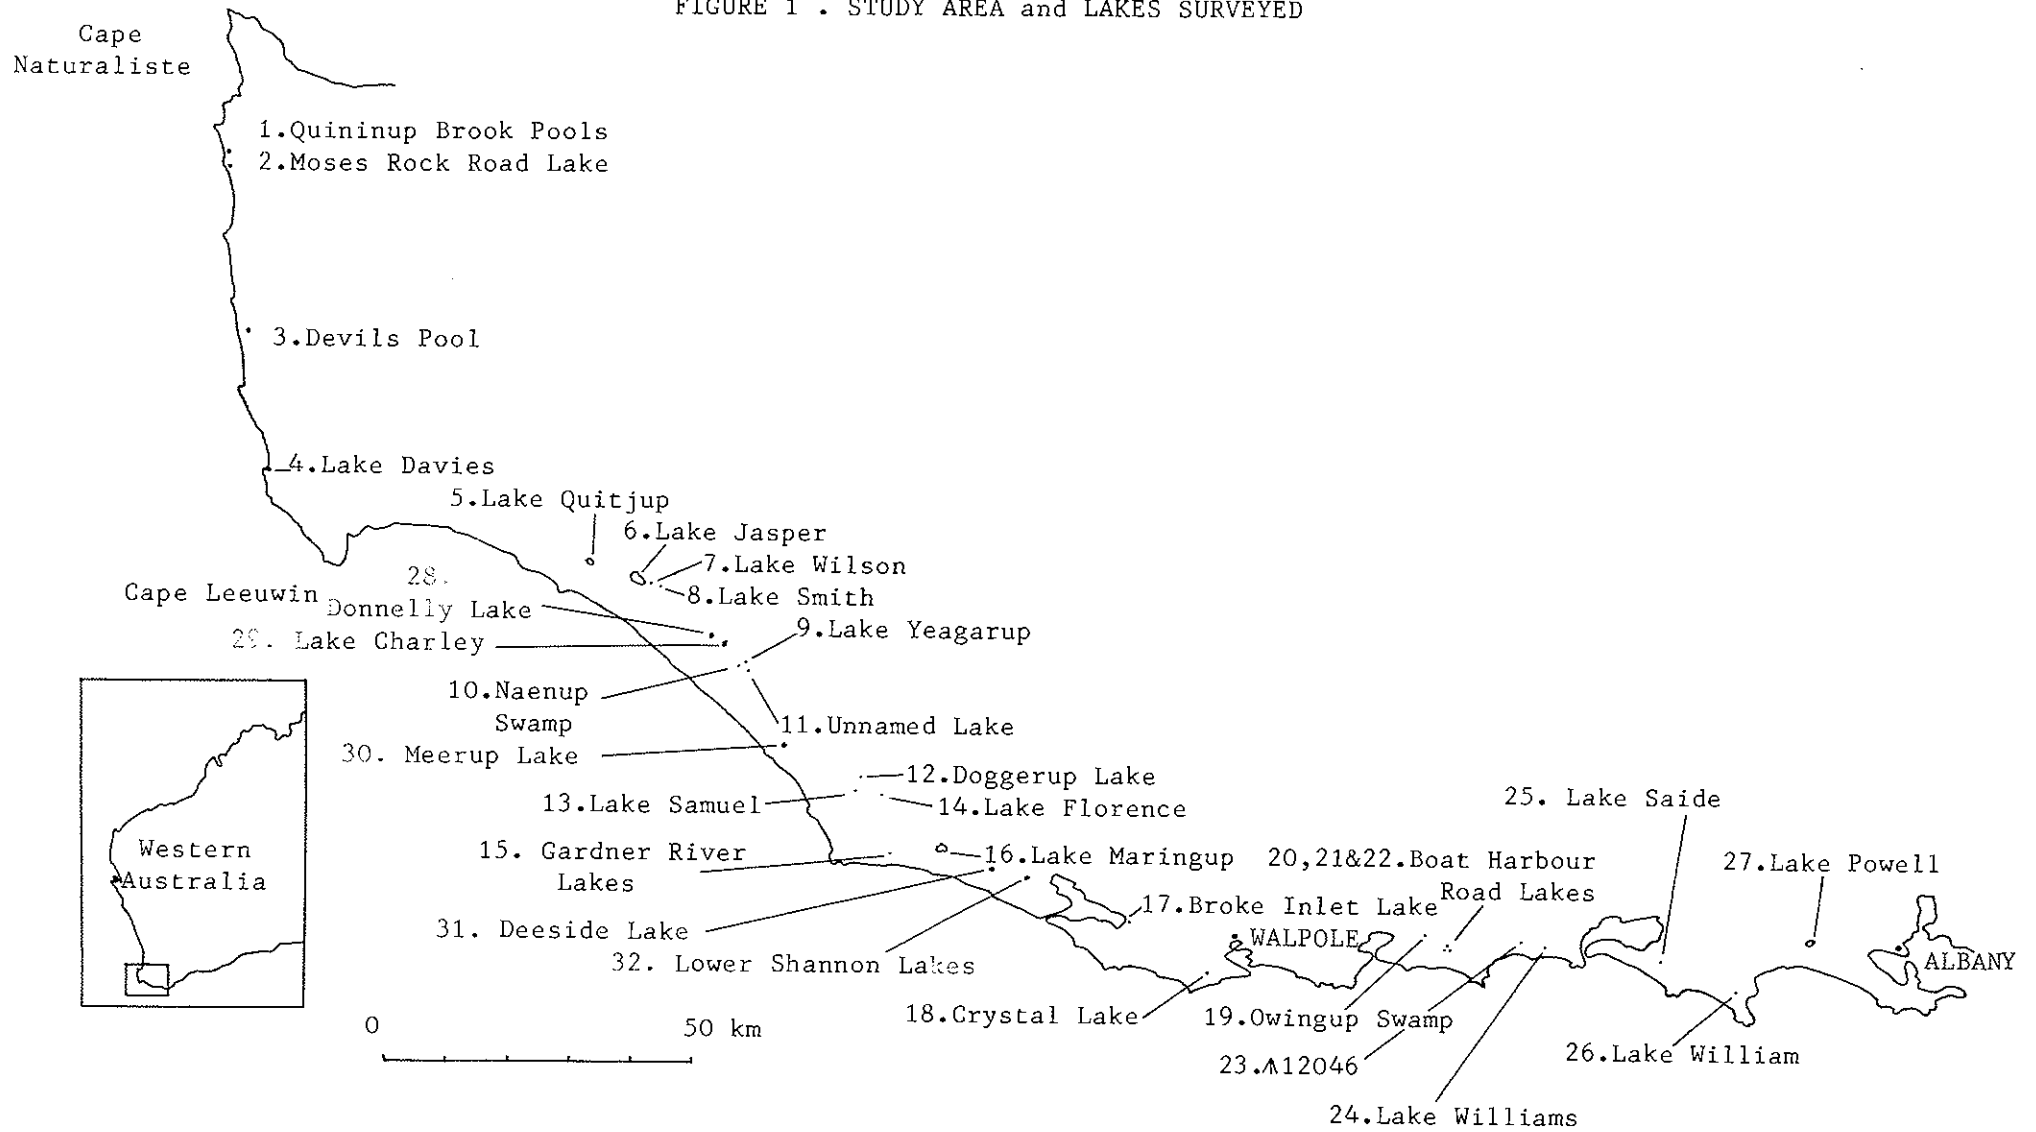 FIGURE 1 . STUDY AREA and LAKES SURVEYED
Cape
Naturaliste
1.Quininup Brook Pools
2.Moses Rock Road Lake
3.Devils Pool
4.Lake Davies
5.Lake Quitjup
6.Lake Jasper
7.Lake Wilson
8.Lake Smith
Cape Leeuwin
28.
Donnelly Lake
29. Lake Charley
9.Lake Yeagarup
10.Naenup
Swamp
11.Unnamed Lake
30. Meerup Lake
12.Doggerup Lake
13.Lake Samuel
14.Lake Florence
15. Gardner River
Lakes
16.Lake Maringup
31. Deeside Lake
32. Lower Shannon Lakes
17.Broke Inlet Lake
WALPOLE
18.Crystal Lake
19.Owingup Swamp
20,21&22.Boat Harbour
Road Lakes
23.⩚12046
24.Lake Williams
25. Lake Saide
26.Lake William
27.Lake Powell
ALBANY
Western
Australia
0
50 km